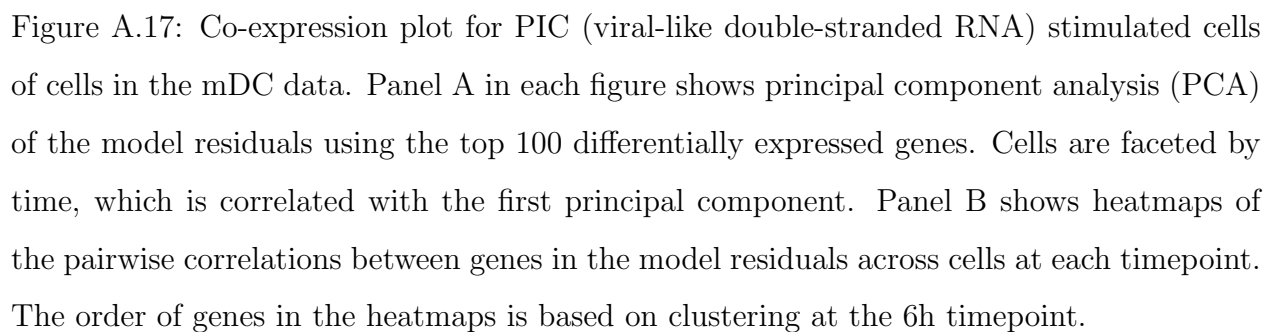 Figure A.17: Co-expression plot for PIC (viral-like double-stranded RNA) stimulated cells
of cells in the mDC data. Panel A in each figure shows principal component analysis (PCA)
of the model residuals using the top 100 differentially expressed genes. Cells are faceted by
time, which is correlated with the first principal component. Panel B shows heatmaps of
the pairwise correlations between genes in the model residuals across cells at each timepoint.
The order of genes in the heatmaps is based on clustering at the 6h timepoint.